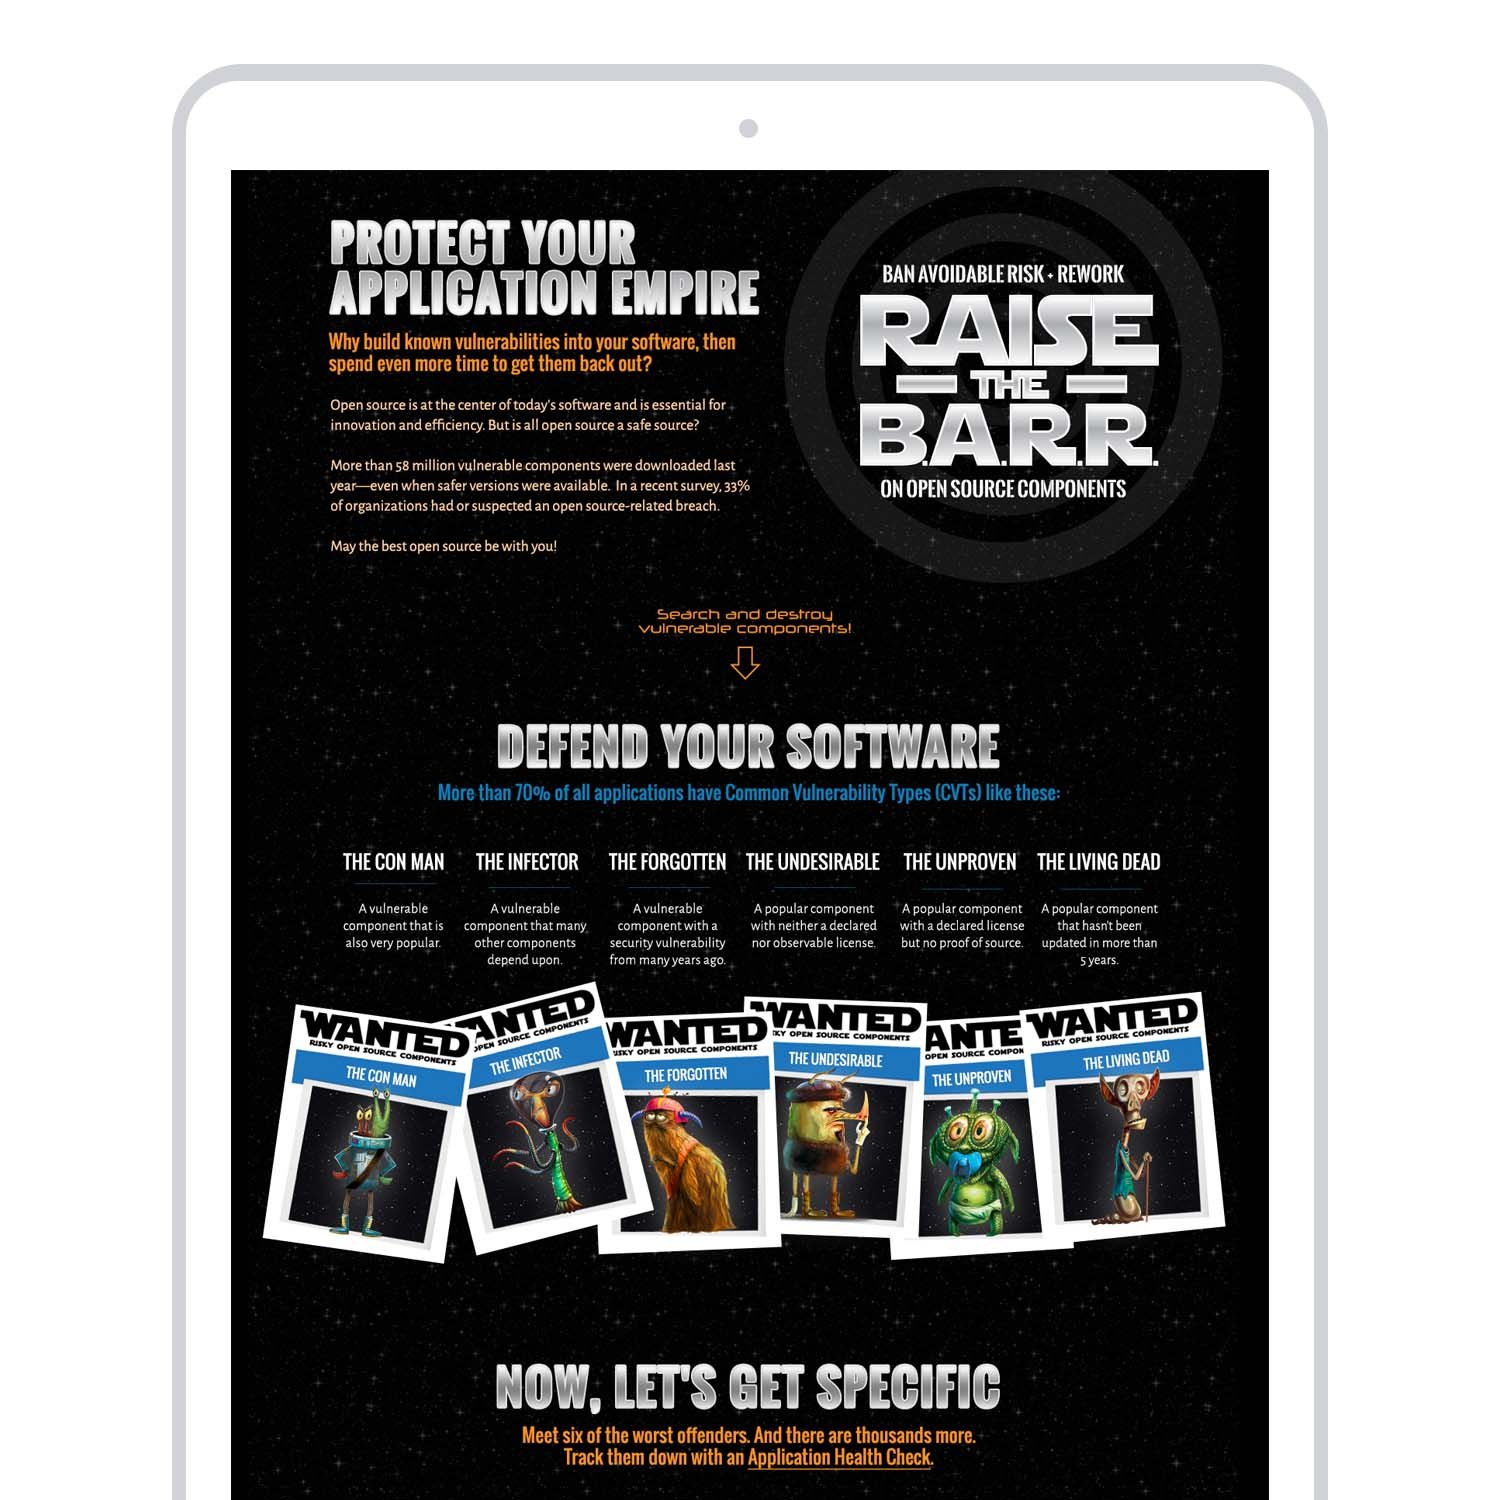 PROTECT YOUR
APPLICATION EMPIRE
Why build known vulnerabilities into your software, then
spend even more time to get them back out?
Open source is at the center of today's software and is essential for
innovation and efficiency. But is all open source a safe source?
More than 58 million vulnerable components were downloaded last
year—even when safer versions were available. In a recent survey, 33%
of organizations had or suspected an open source-related breach.
May the best open source be with you!
BAN AVOIDABLE RISK + REWORK
RAISE
THE
B.A.R.R.
ON OPEN SOURCE COMPONENTS
Search and destroy
vulnerable components!
DEFEND YOUR SOFTWARE
More than 70% of all applications have Common Vulnerability Types (CVTs) like these:
THE CON MAN
A vulnerable
component that is
also very popular.
THE INFECTOR
A vulnerable
component that many
other components
depend upon.
THE FORGOTTEN
A vulnerable
component with a
security vulnerability
from many years ago.
THE UNDESIRABLE
A popular component
with neither a declared
nor observable license.
THE UNPROVEN
A popular component
with a declared license
but no proof of source.
THE LIVING DEAD
A popular component
that hasn't been
updated in more than
5 years.
WANTED
RISKY OPEN SOURCE COMPONENTS
THE CON MAN
ANTED
OPEN SOURCE COMPONENTS
THE INFECTOR
WANTED
ISKY OPEN SOURCE COMPONENTS
THE FORGOTTEN
WANTED
RISKY OPEN SOURCE COMPONENTS
THE UNDESIRABLE
ANTE
OPEN SOURCE COMPON
THE UNPROVEN
WANTED
RISKY OPEN SOURCE COMPONENTS
THE LIVING DEAD
NOW, LET'S GET SPECIFIC
Meet six of the worst offenders. And there are thousands more.
Track them down with an Application Health Check.